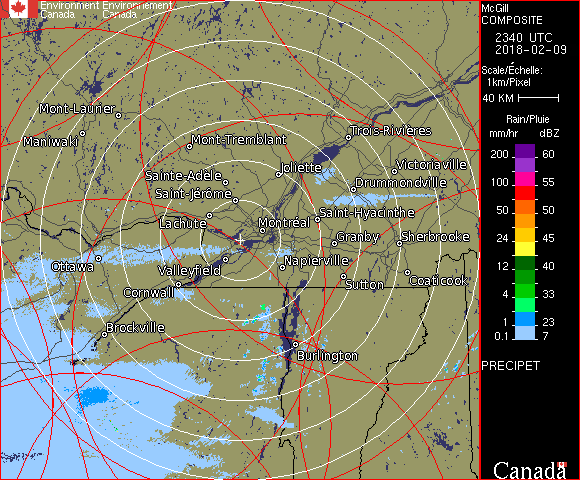 Environment Environnement
Canada Canada
McGill
COMPOSITE
2340 UTC
2018-02-09
Scale/Échelle:
1km/Pixel
40 KM
Rain/Pluie
mm/hr dBZ
200 60
100 55
50 50
24 45
12 40
4 33
1 23
0.1 7
PRECIPET
Canada
Mont-Laurier
Maniwaki
Mont-Tremblant
Trois-Rivières
Sainte-Adèle
Joliette
Victoriaville
Saint-Jérôme
Drummondville
Lachute
Montréal
Saint-Hyacinthe
Granby
Sherbrooke
Ottawa
Valleyfield
Napierville
Cornwall
Sutton
Coaticook
Brockville
Burlington